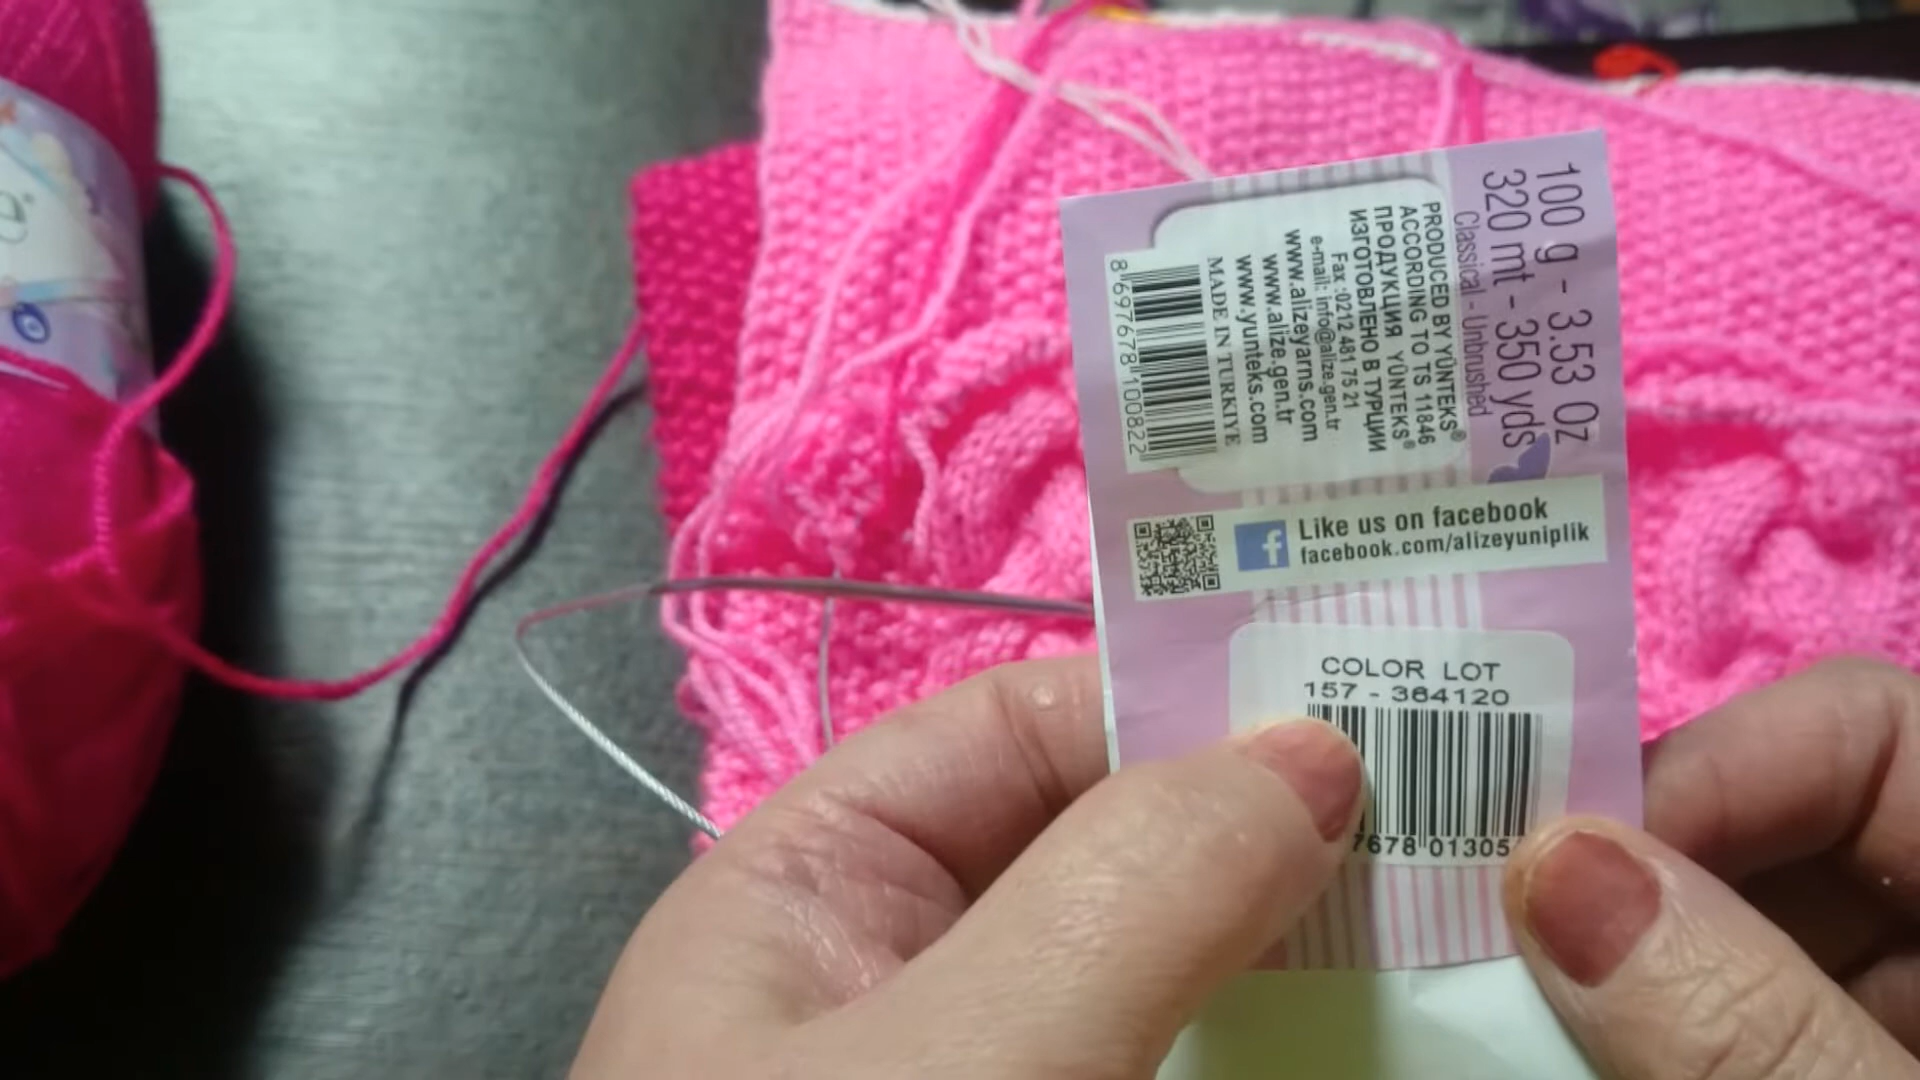 100 g - 3.53 Oz
320 mt - 350 yds
Classical - Unbrushed
PRODUCED BY YÜNTEKS®
ACCORDING TO TS 11846
ПРОДУКЦИЯ YÜNTEKS®
ИЗГОТОВЛЕНО В ТУРЦИИ
Fax :0212 481 75 21
e-mail: info@alize.gen.tr
www.alizeyarns.com
www.alize.gen.tr
www.yunteks.com
MADE IN TURKIYE
8 697678 100822
Like us on facebook
facebook.com/alizeyuniplik
COLOR LOT
157 - 364120
7678 01305